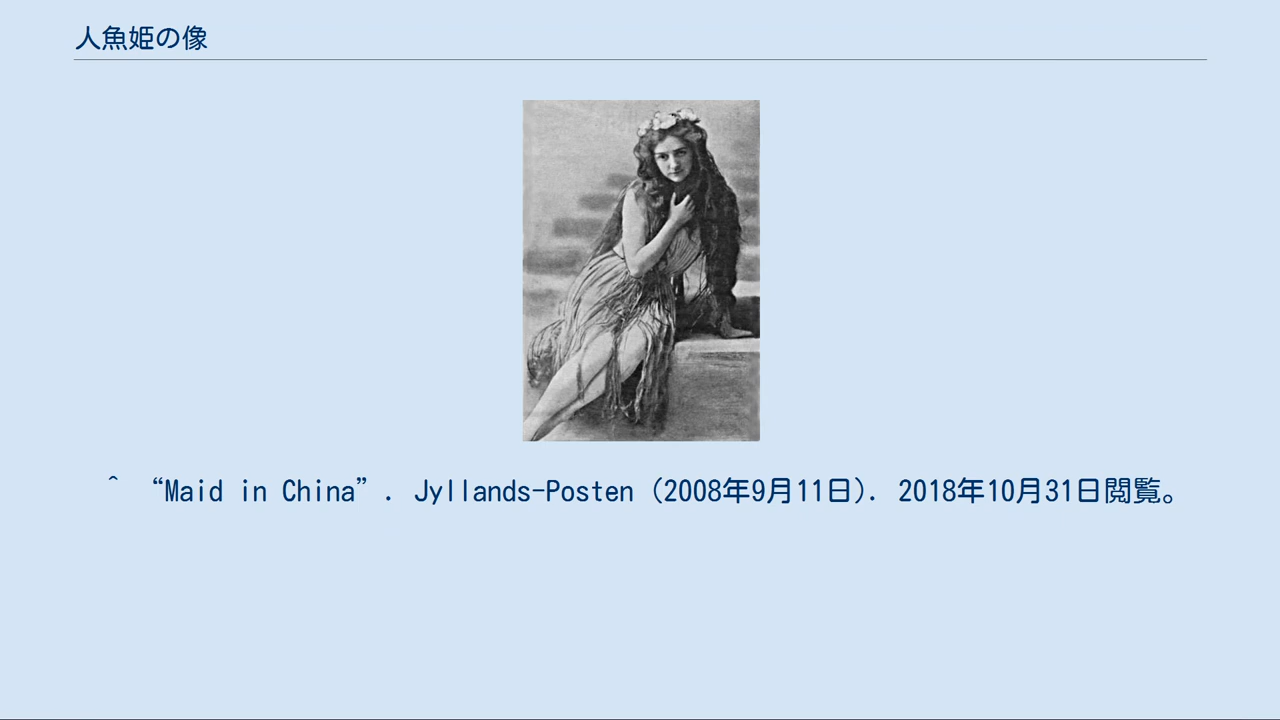 人魚姫の像
^ “Maid in China”. Jyllands-Posten (2008年9月11日). 2018年10月31日閲覧。